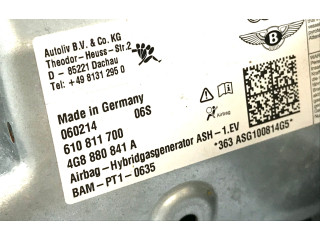 Autoliv B.V. & Co. KG
Theodor - Heuss - Str.2
D - 85221 Dachau
Tel.: +49 8131 295 0
B
Made in Germany
060214 06S
610 811 700
4G8 880 841 A
Airbag
Airbag - Hybridgasgenerator ASH - 1.EV
*363 ASG100814G5*
BAM - PT1 - 0635